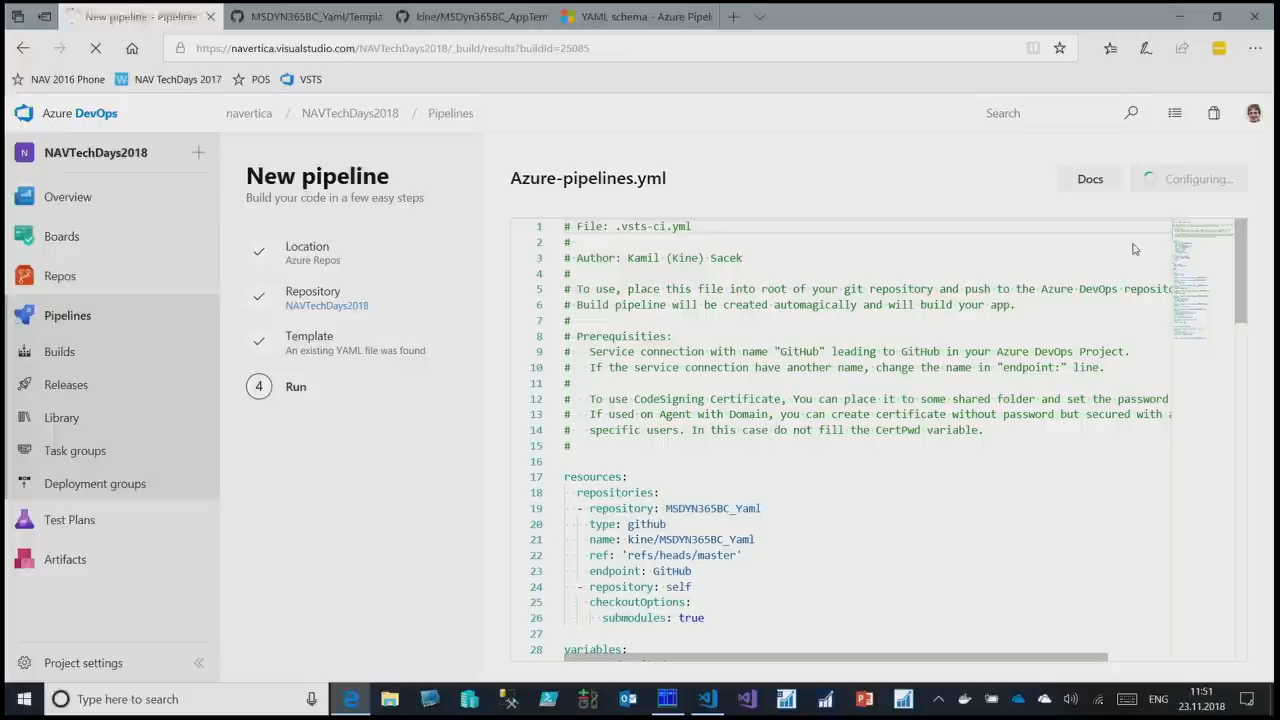 New pipeline - Pipeline
MSDYN365BC_Yaml/Templa
kine/MSDyn365BC_AppTem
YAML schema - Azure Pipel
https://navertica.visualstudio.com/NAVTechDays2018/_build/results?buildId=25085
NAV 2016 Phone
NAV TechDays 2017
POS
VSTS
Azure DevOps
navertica / NAVTechDays2018 / Pipelines
Search
N NAVTechDays2018
Overview
Boards
Repos
Pipelines
Builds
Releases
Library
Task groups
Deployment groups
Test Plans
Artifacts
Project settings
New pipeline
Build your code in a few easy steps
Location
Azure Repos
Repository
NAVTechDays2018
Template
An existing YAML file was found
4 Run
Azure-pipelines.yml
Docs
Configuring...
1 # File: .vsts-ci.yml
2 #
3 # Author: Kamil (Kine) Sacek
4 #
5 # To use, place this file into root of your git repository and push to the Azure DevOps reposito
6 # Build pipeline will be created automagically and will build your app.
7 #
8 # Prerequisities:
9 # Service connection with name "GitHub" leading to GitHub in your Azure DevOps Project.
10 # If the service connection have another name, change the name in "endpoint:" line.
11 #
12 # To use CodeSigning Certificate, You can place it to some shared folder and set the password
13 # If used on Agent with Domain, you can create certificate without password but secured with a
14 # specific users. In this case do not fill the CertPwd variable.
15 #
16
17 resources:
18 repositories:
19 - repository: MSDYN365BC_Yaml
20 type: github
21 name: kine/MSDYN365BC_Yaml
22 ref: 'refs/heads/master'
23 endpoint: GitHub
24 - repository: self
25 checkoutOptions:
26 submodules: true
27
28 variables:
Type here to search
ENG
11:51
23.11.2018